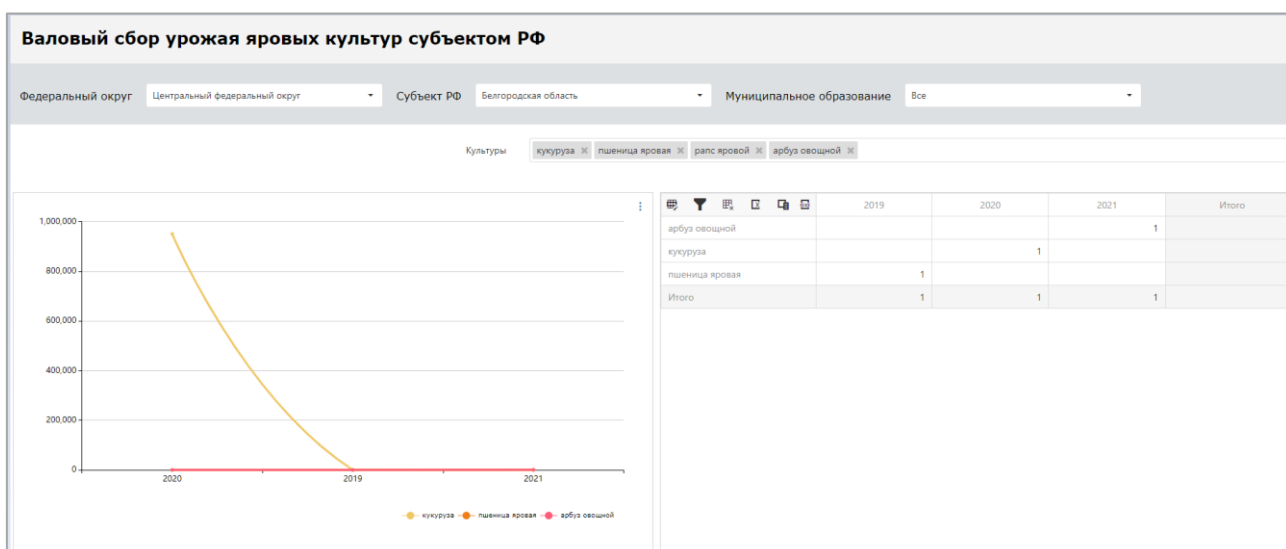 Валовый сбор урожая яровых культур субъектом РФ
Федеральный округ Центральный федеральный округ Субъект РФ Белгородская область Муниципальное образование Все
Культуры кукуруза пшеница яровая рапс яровой арбуз овощной
1,000,000
800,000
600,000
400,000
200,000
0
2020 2019 2021
кукуруза пшеница яровая арбуз овощной
2019 2020 2021 Итого
арбуз овощной 1
кукуруза 1
пшеница яровая 1
Итого 1 1 1